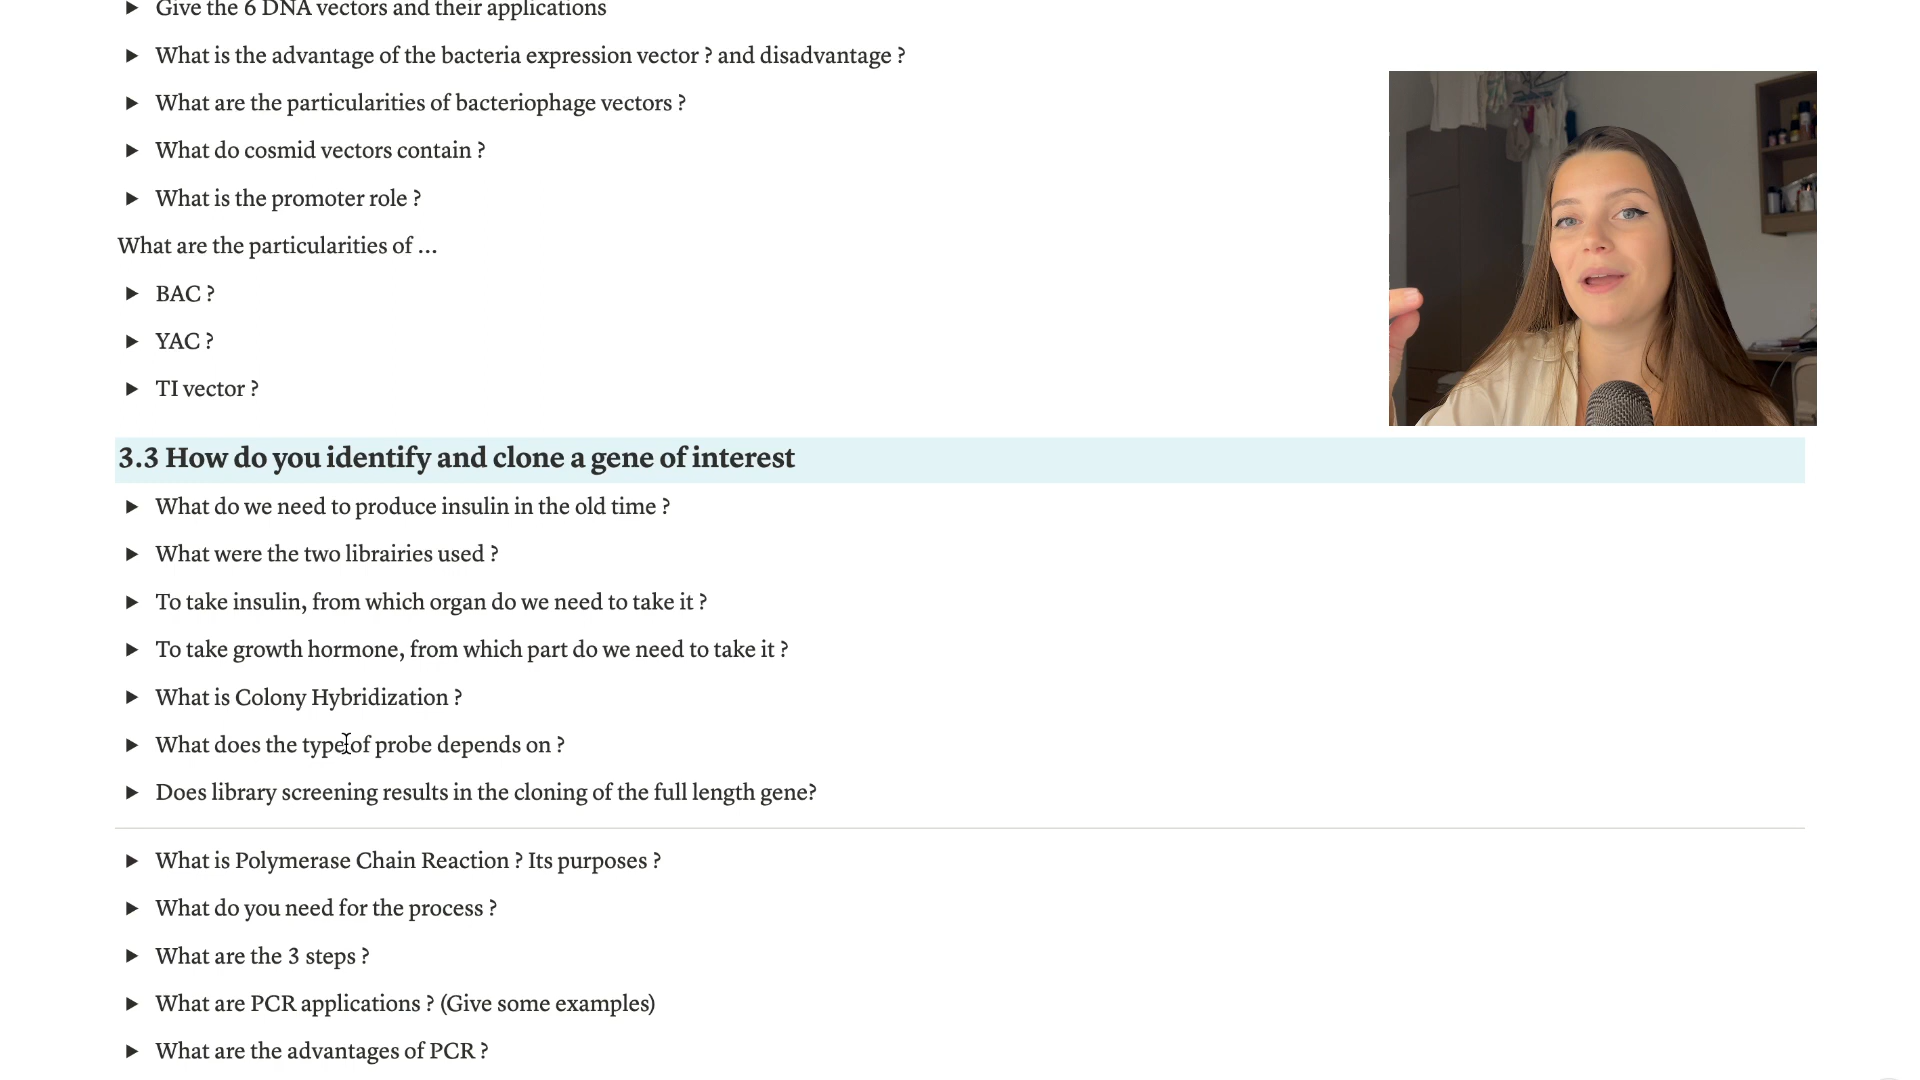 Give the 6 DNA vectors and their applications
What is the advantage of the bacteria expression vector ? and disadvantage ?
What are the particularities of bacteriophage vectors ?
What do cosmid vectors contain ?
What is the promoter role ?
What are the particularities of ...
BAC ?
YAC ?
TI vector ?
3.3 How do you identify and clone a gene of interest
What do we need to produce insulin in the old time ?
What were the two librairies used ?
To take insulin, from which organ do we need to take it ?
To take growth hormone, from which part do we need to take it ?
What is Colony Hybridization ?
What does the type of probe depends on ?
Does library screening results in the cloning of the full length gene?
What is Polymerase Chain Reaction ? Its purposes ?
What do you need for the process ?
What are the 3 steps ?
What are PCR applications ? (Give some examples)
What are the advantages of PCR ?